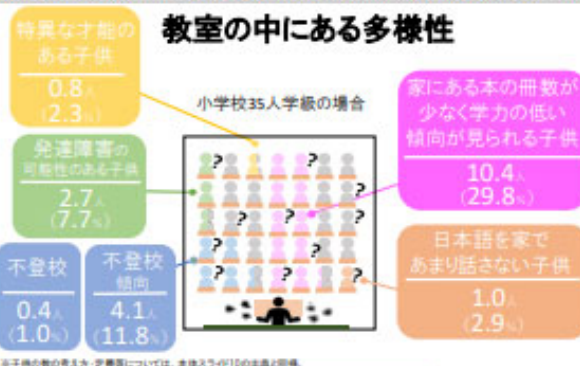 教室の中にある多様性
特異な才能の
ある子供
0.8人
(2.3%)
小学校35人学級の場合
家にある本の冊数が
少なく学力の低い
傾向が見られる子供
10.4人
(29.8%)
発達障害の
可能性のある子供
2.7人
(7.7%)
不登校
0.4人
(1.0%)
不登校
傾向
4.1人
(11.8%)
日本語を家で
あまり話さない子供
1.0人
(2.9%)
? ?
?
? ? ?
? ?
? ? ?